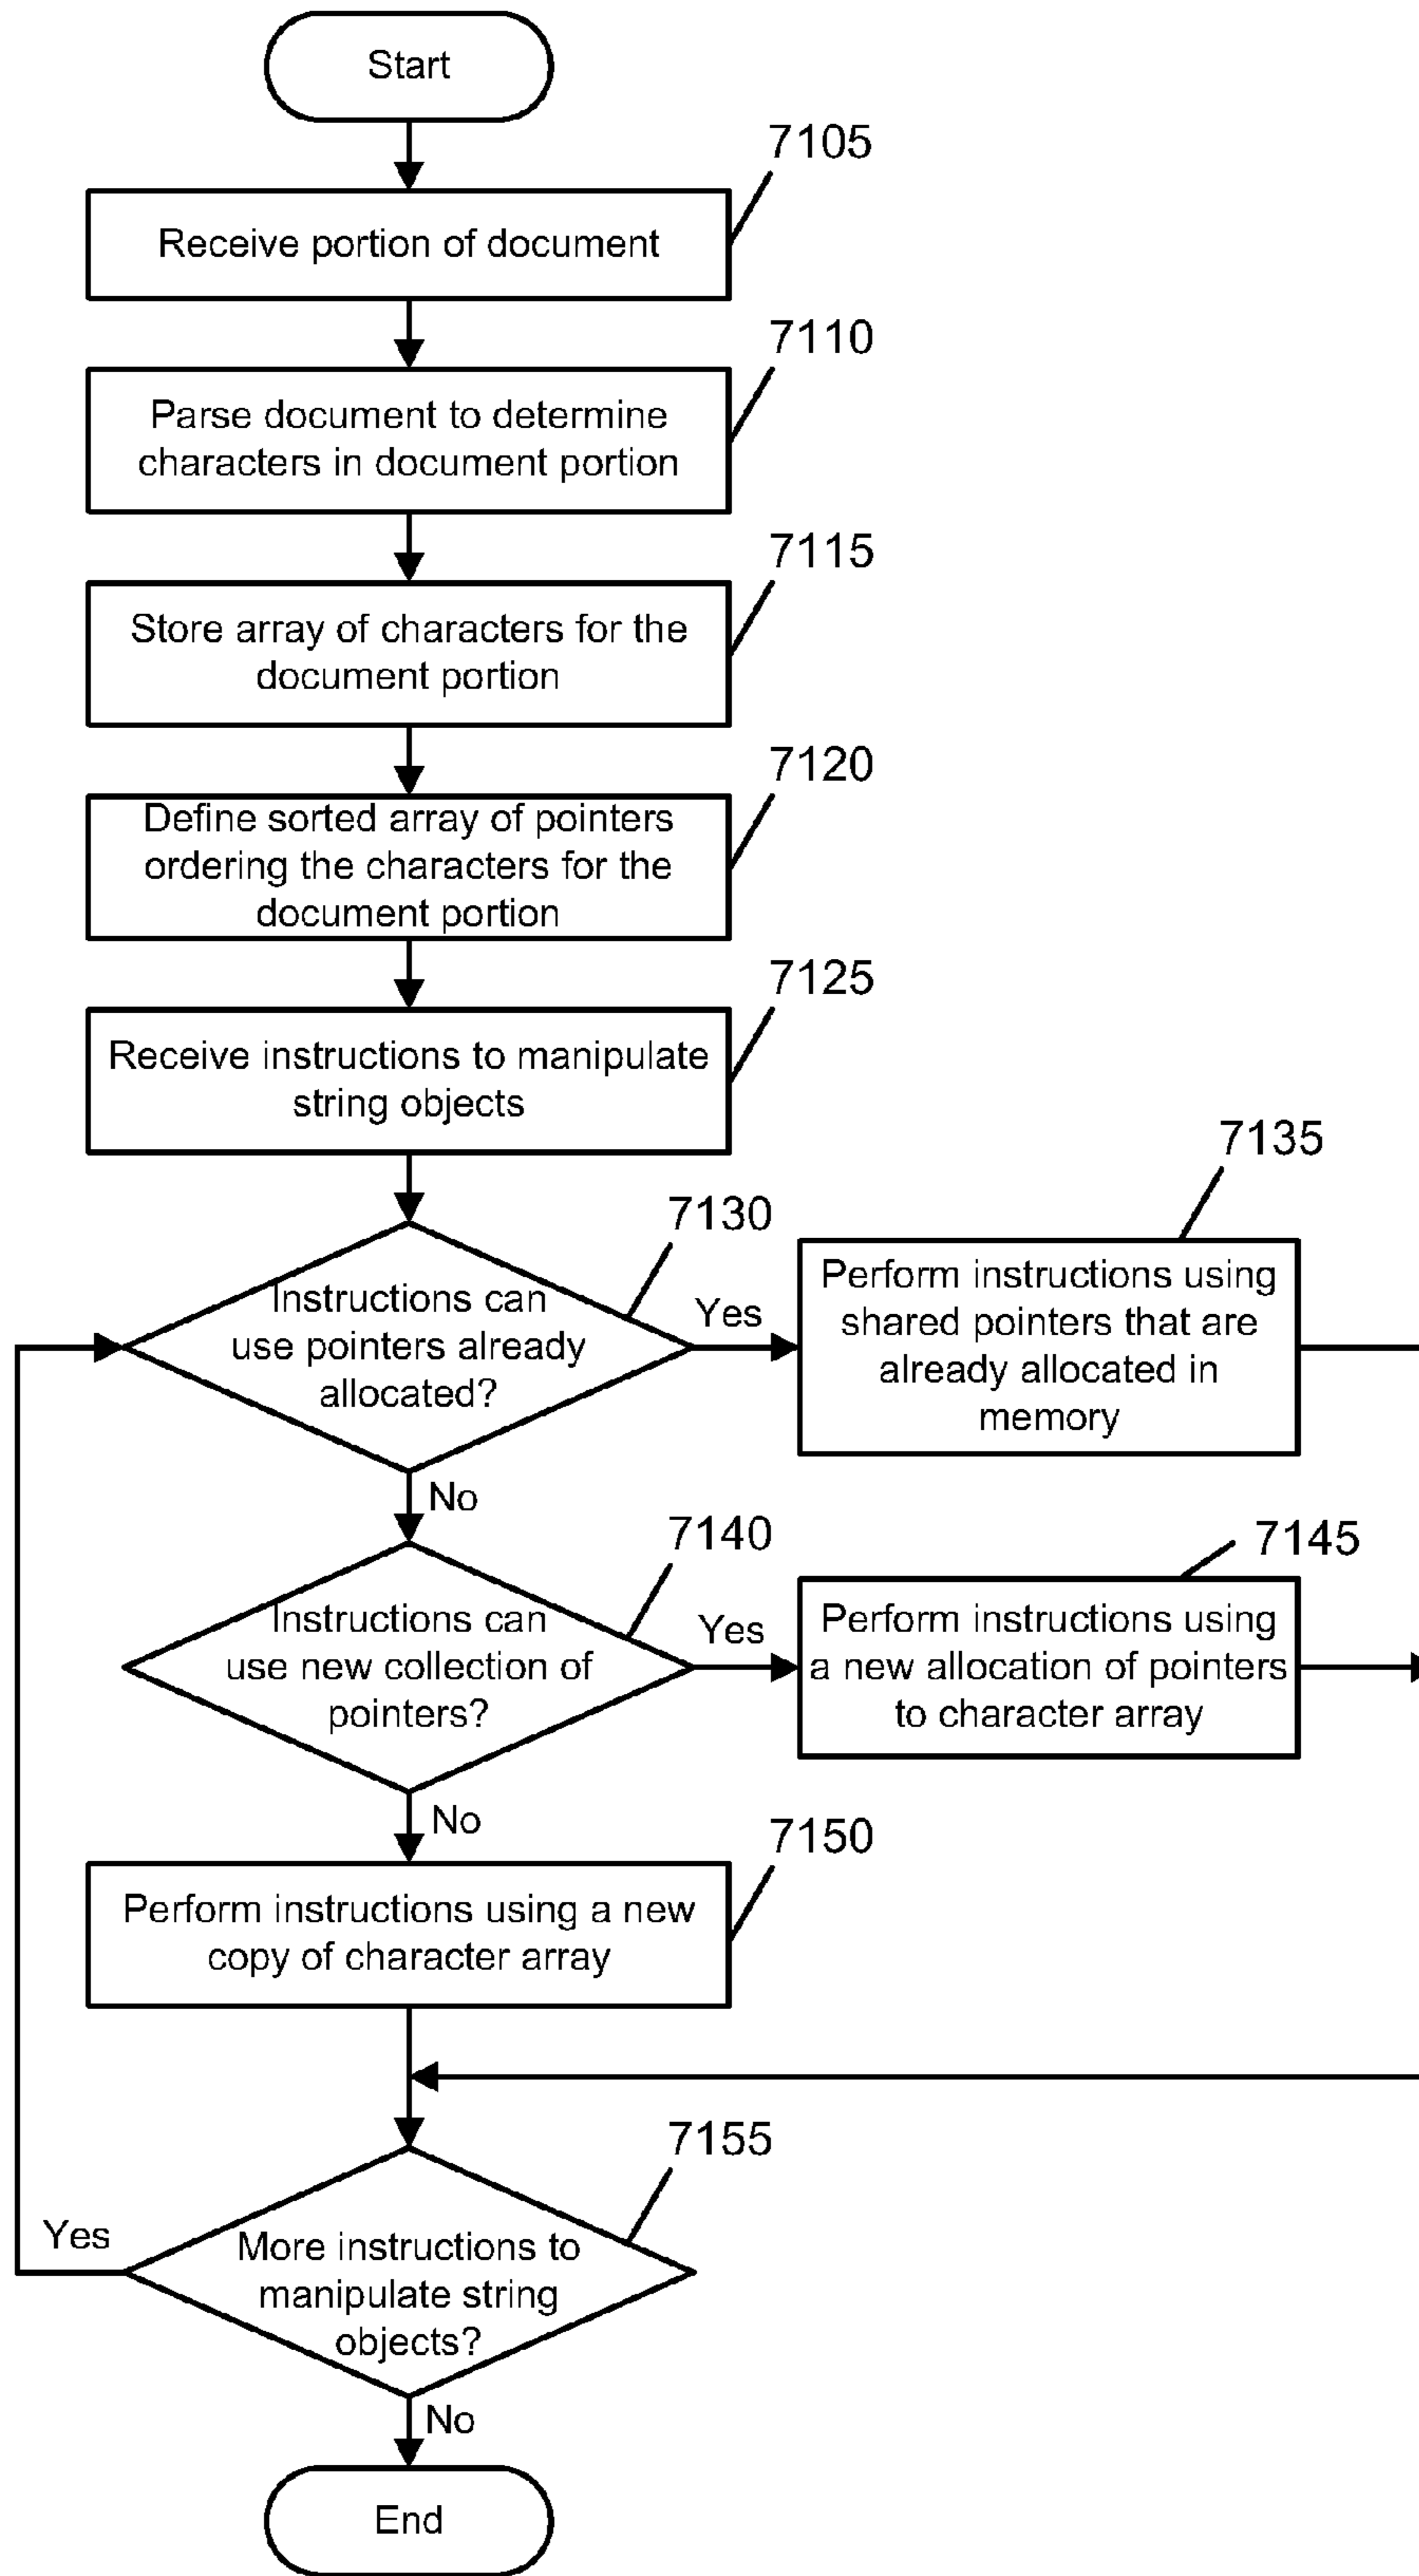 Start
7105
Receive portion of document
7110
Parse document to determine
characters in document portion
7115
Store array of characters for the
document portion
7120
Define sorted array of pointers
ordering the characters for the
document portion
7125
Receive instructions to manipulate
string objects
7130
Instructions can
use pointers already
allocated?
Yes
7135
Perform instructions using
shared pointers that are
already allocated in
memory
No
7140
Instructions can
use new collection of
pointers?
Yes
7145
Perform instructions using
a new allocation of pointers
to character array
No
7150
Perform instructions using a new
copy of character array
7155
More instructions to
manipulate string
objects?
Yes
No
End